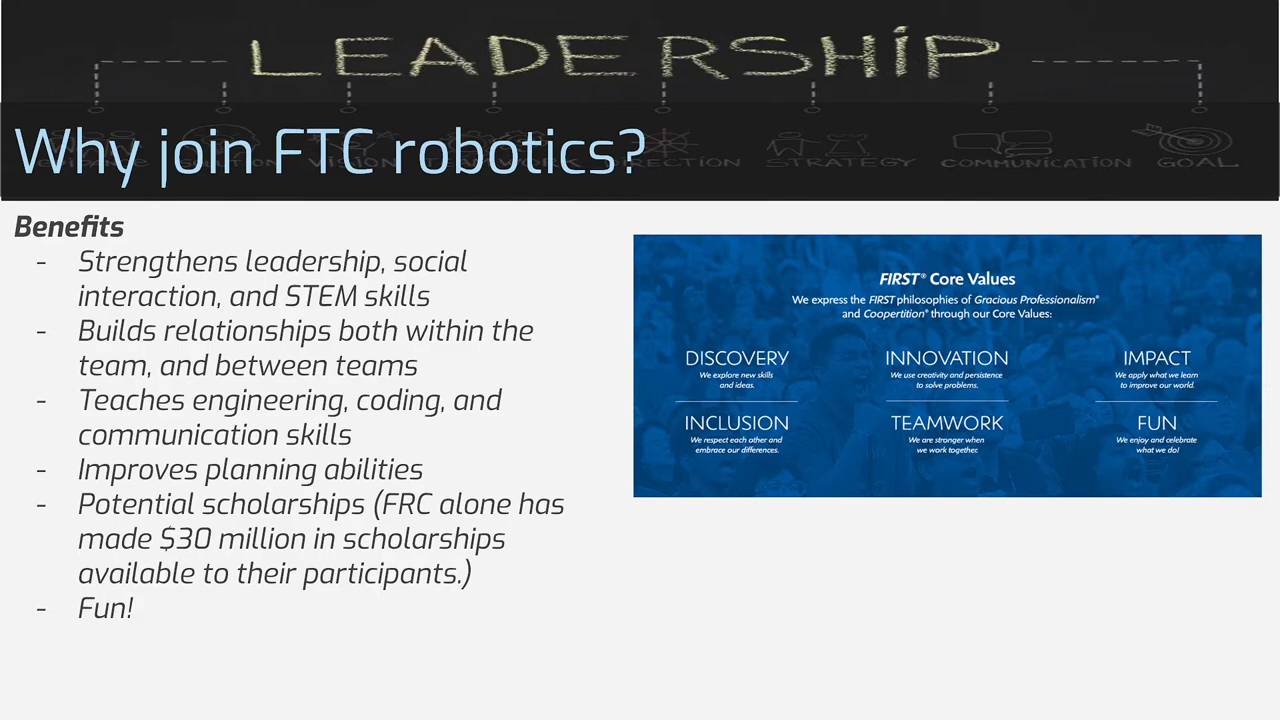 LEADERSHIP
Why join FTC robotics?
VISION
DIRECTION
STRATEGY
COMMUNICATION
GOAL
Benefits
- Strengthens leadership, social
interaction, and STEM skills
- Builds relationships both within the
team, and between teams
- Teaches engineering, coding, and
communication skills
- Improves planning abilities
- Potential scholarships (FRC alone has
made $30 million in scholarships
available to their participants.)
- Fun!
FIRST® Core Values
We express the FIRST philosophies of Gracious Professionalism®
and Coopertition® through our Core Values:
DISCOVERY
We explore new skills
and ideas.
INNOVATION
We use creativity and persistence
to solve problems.
IMPACT
We apply what we learn
to improve our world.
INCLUSION
We respect each other and
embrace our differences.
TEAMWORK
We are stronger when
we work together.
FUN
We enjoy and celebrate
what we do!